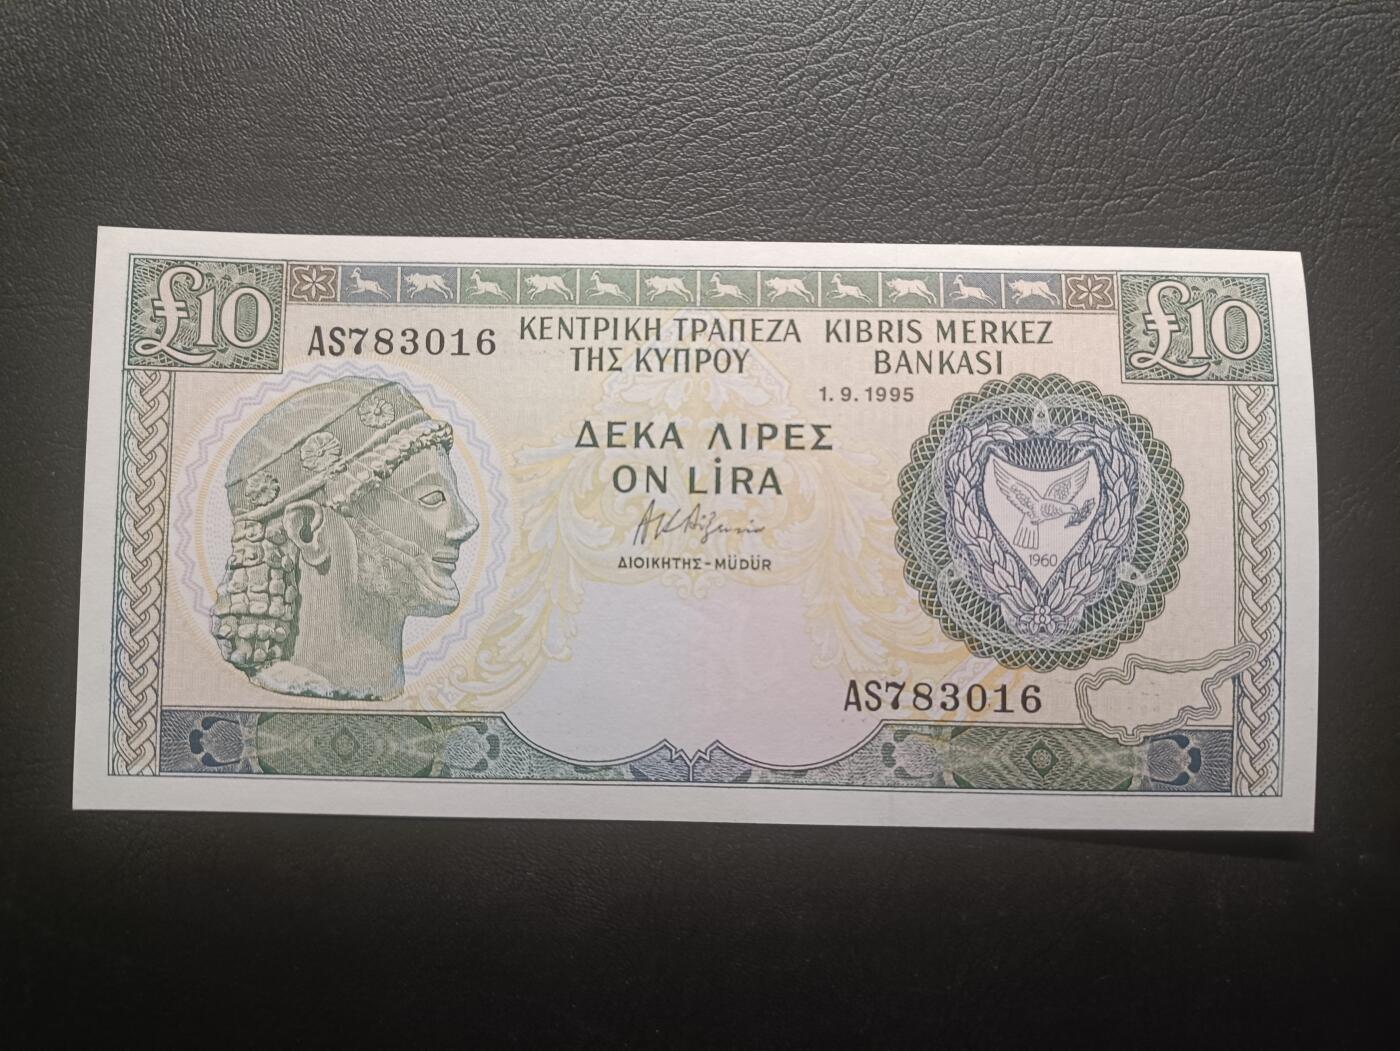 £10
£10
AS783016
ΚΕΝΤΡΙΚΗ ΤΡΑΠΕΖΑ
ΤΗΣ ΚΥΠΡΟΥ
KIBRIS MERKEZ
BANKASI
1.9.1995
ΔΕΚΑ ΛΙΡΕΣ
ON LİRA
ΔΙΟΙΚΗΤΗΣ-MÜDÜR
1960
AS783016